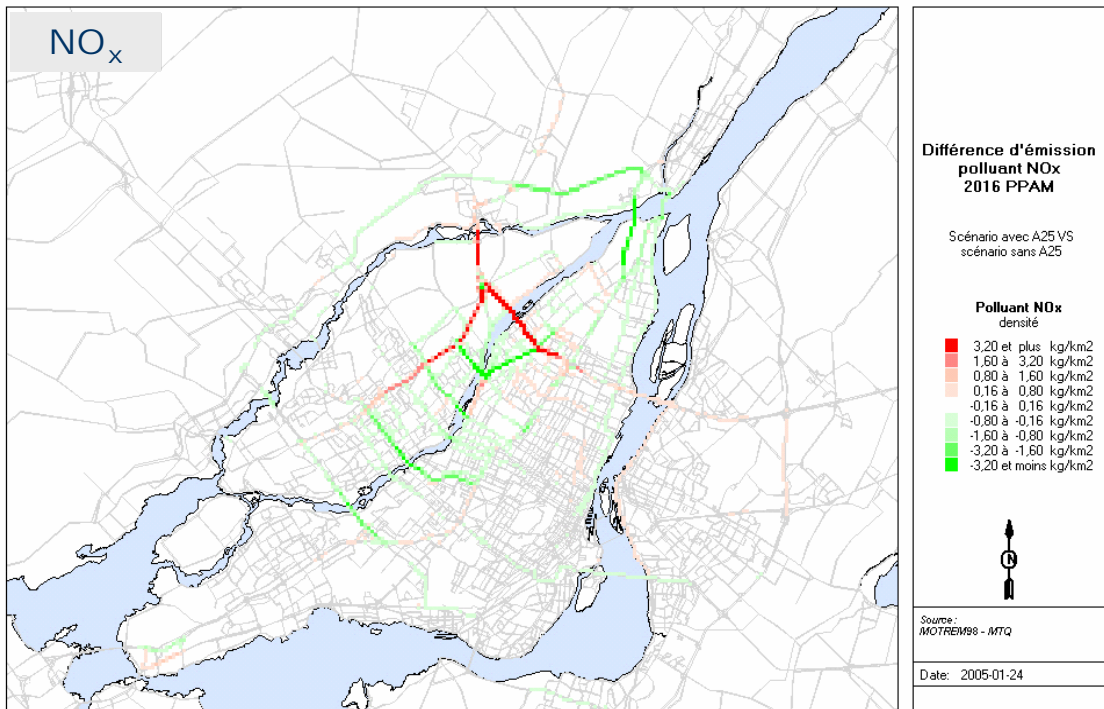 NOx
Différence d'émission
polluant NOx
2016 PPAM
Scénario avec A25 VS
scénario sans A25
Polluant NOx
densité
3,20 et plus kg/km2
1,60 à 3,20 kg/km2
0,80 à 1,60 kg/km2
0,16 à 0,80 kg/km2
-0,16 à 0,16 kg/km2
-0,80 à -0,16 kg/km2
-1,60 à -0,80 kg/km2
-3,20 à -1,60 kg/km2
-3,20 et moins kg/km2
N
Source :
MOTREM98 - MTQ
Date: 2005-01-24